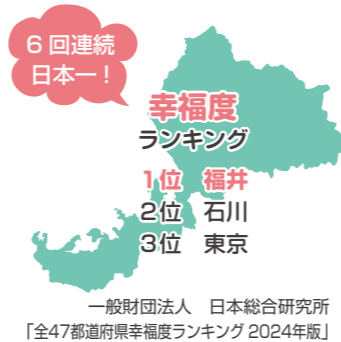 6回連続
日本一！
幸福度
ランキング
1位　福井
2位　石川
3位　東京
一般財団法人　日本総合研究所
「全47都道府県幸福度ランキング 2024年版」